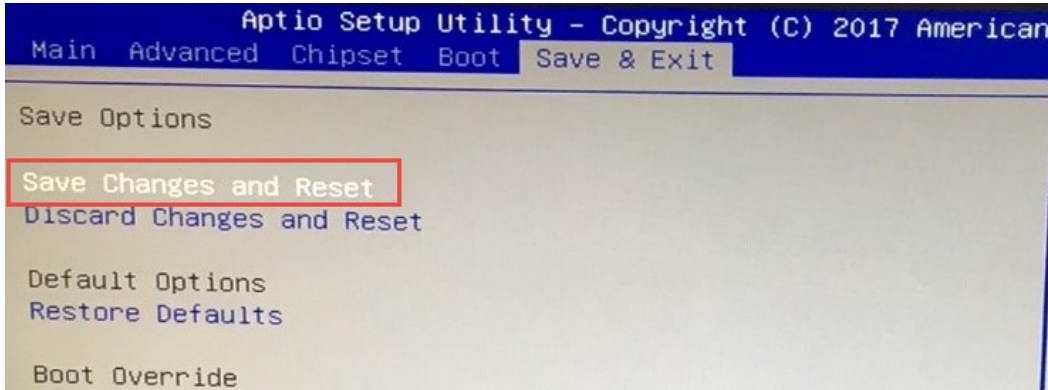 Aptio Setup Utility – Copyright (C) 2017 American
Main Advanced Chipset Boot Save & Exit
Save Options
Save Changes and Reset
Discard Changes and Reset
Default Options
Restore Defaults
Boot Override